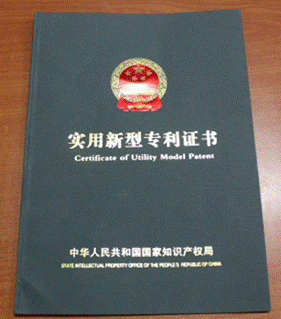 实用新型专利证书
Certificate of Utility Model Patent
中华人民共和国国家知识产权局
STATE INTELLECTUAL PROPERTY OFFICE OF THE PEOPLE'S REPUBLIC OF CHINA